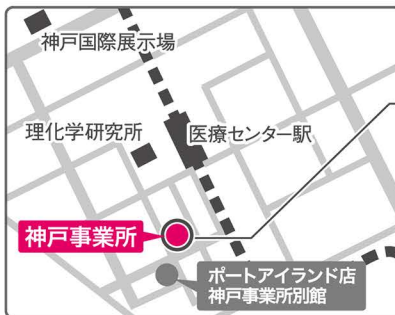 神戸国際展示場
理化学研究所
医療センター駅
神戸事業所
ポートアイランド店
神戸事業所別館